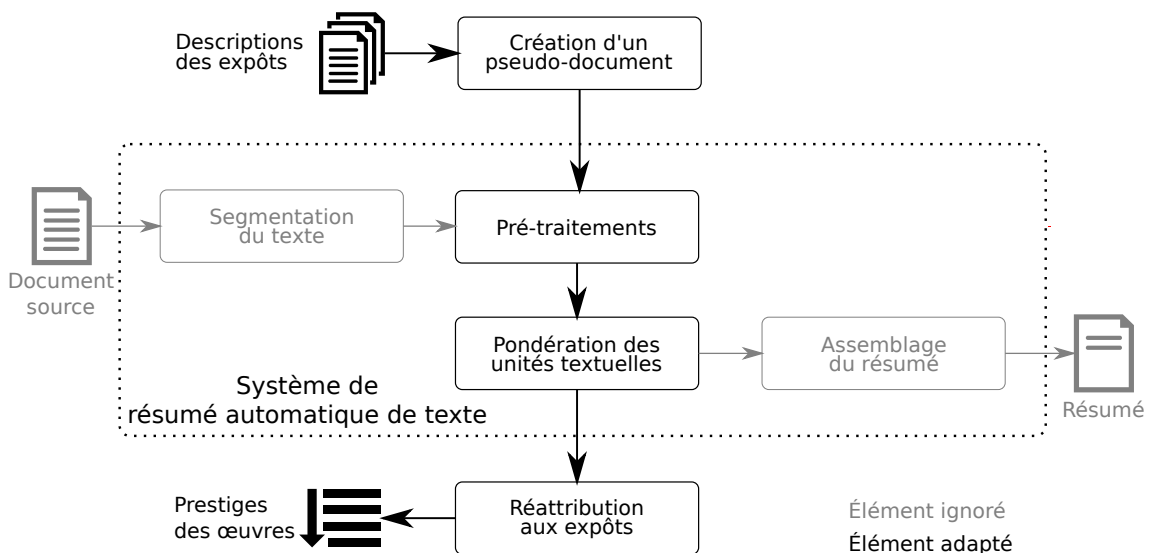 Descriptions
des expôts
Création d'un
pseudo-document
Document
source
Segmentation
du texte
Pré-traitements
Pondération des
unités textuelles
Assemblage
du résumé
Résumé
Système de
résumé automatique de texte
Prestiges
des œuvres
Réattribution
aux expôts
Élément ignoré
Élément adapté